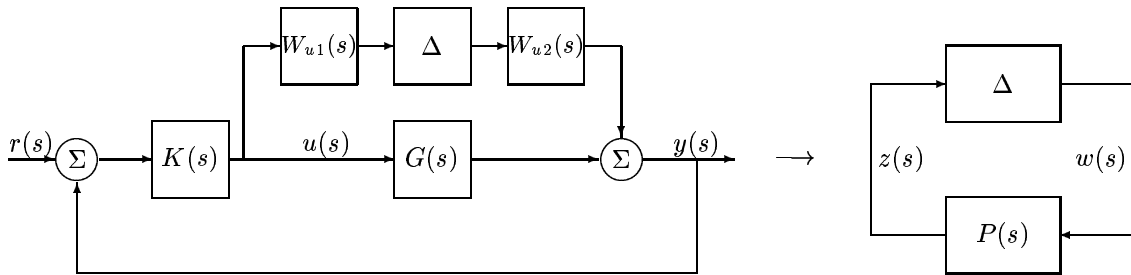 W_{u1}(s) Δ W_{u2}(s)
Δ
r(s) Σ K(s) u(s) G(s) Σ y(s) → z(s) w(s)
P(s)